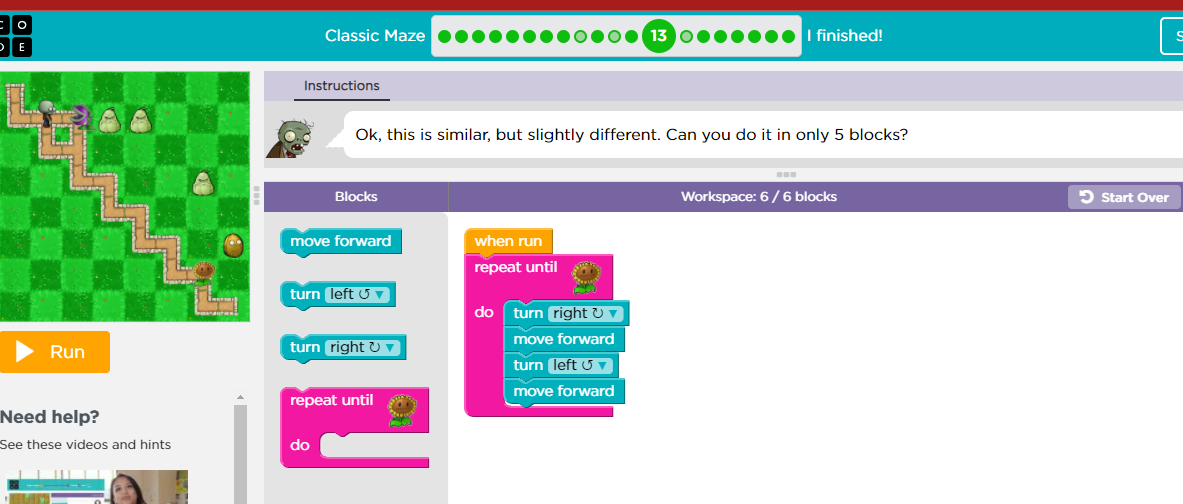 C O
D E
Classic Maze
13
I finished!
S
Instructions
Ok, this is similar, but slightly different. Can you do it in only 5 blocks?
Blocks
Workspace: 6 / 6 blocks
Start Over
move forward
turn left ↺ ▼
turn right ↻ ▼
repeat until
do
when run
repeat until
do
turn right ↻ ▼
move forward
turn left ↺ ▼
move forward
Run
Need help?
See these videos and hints